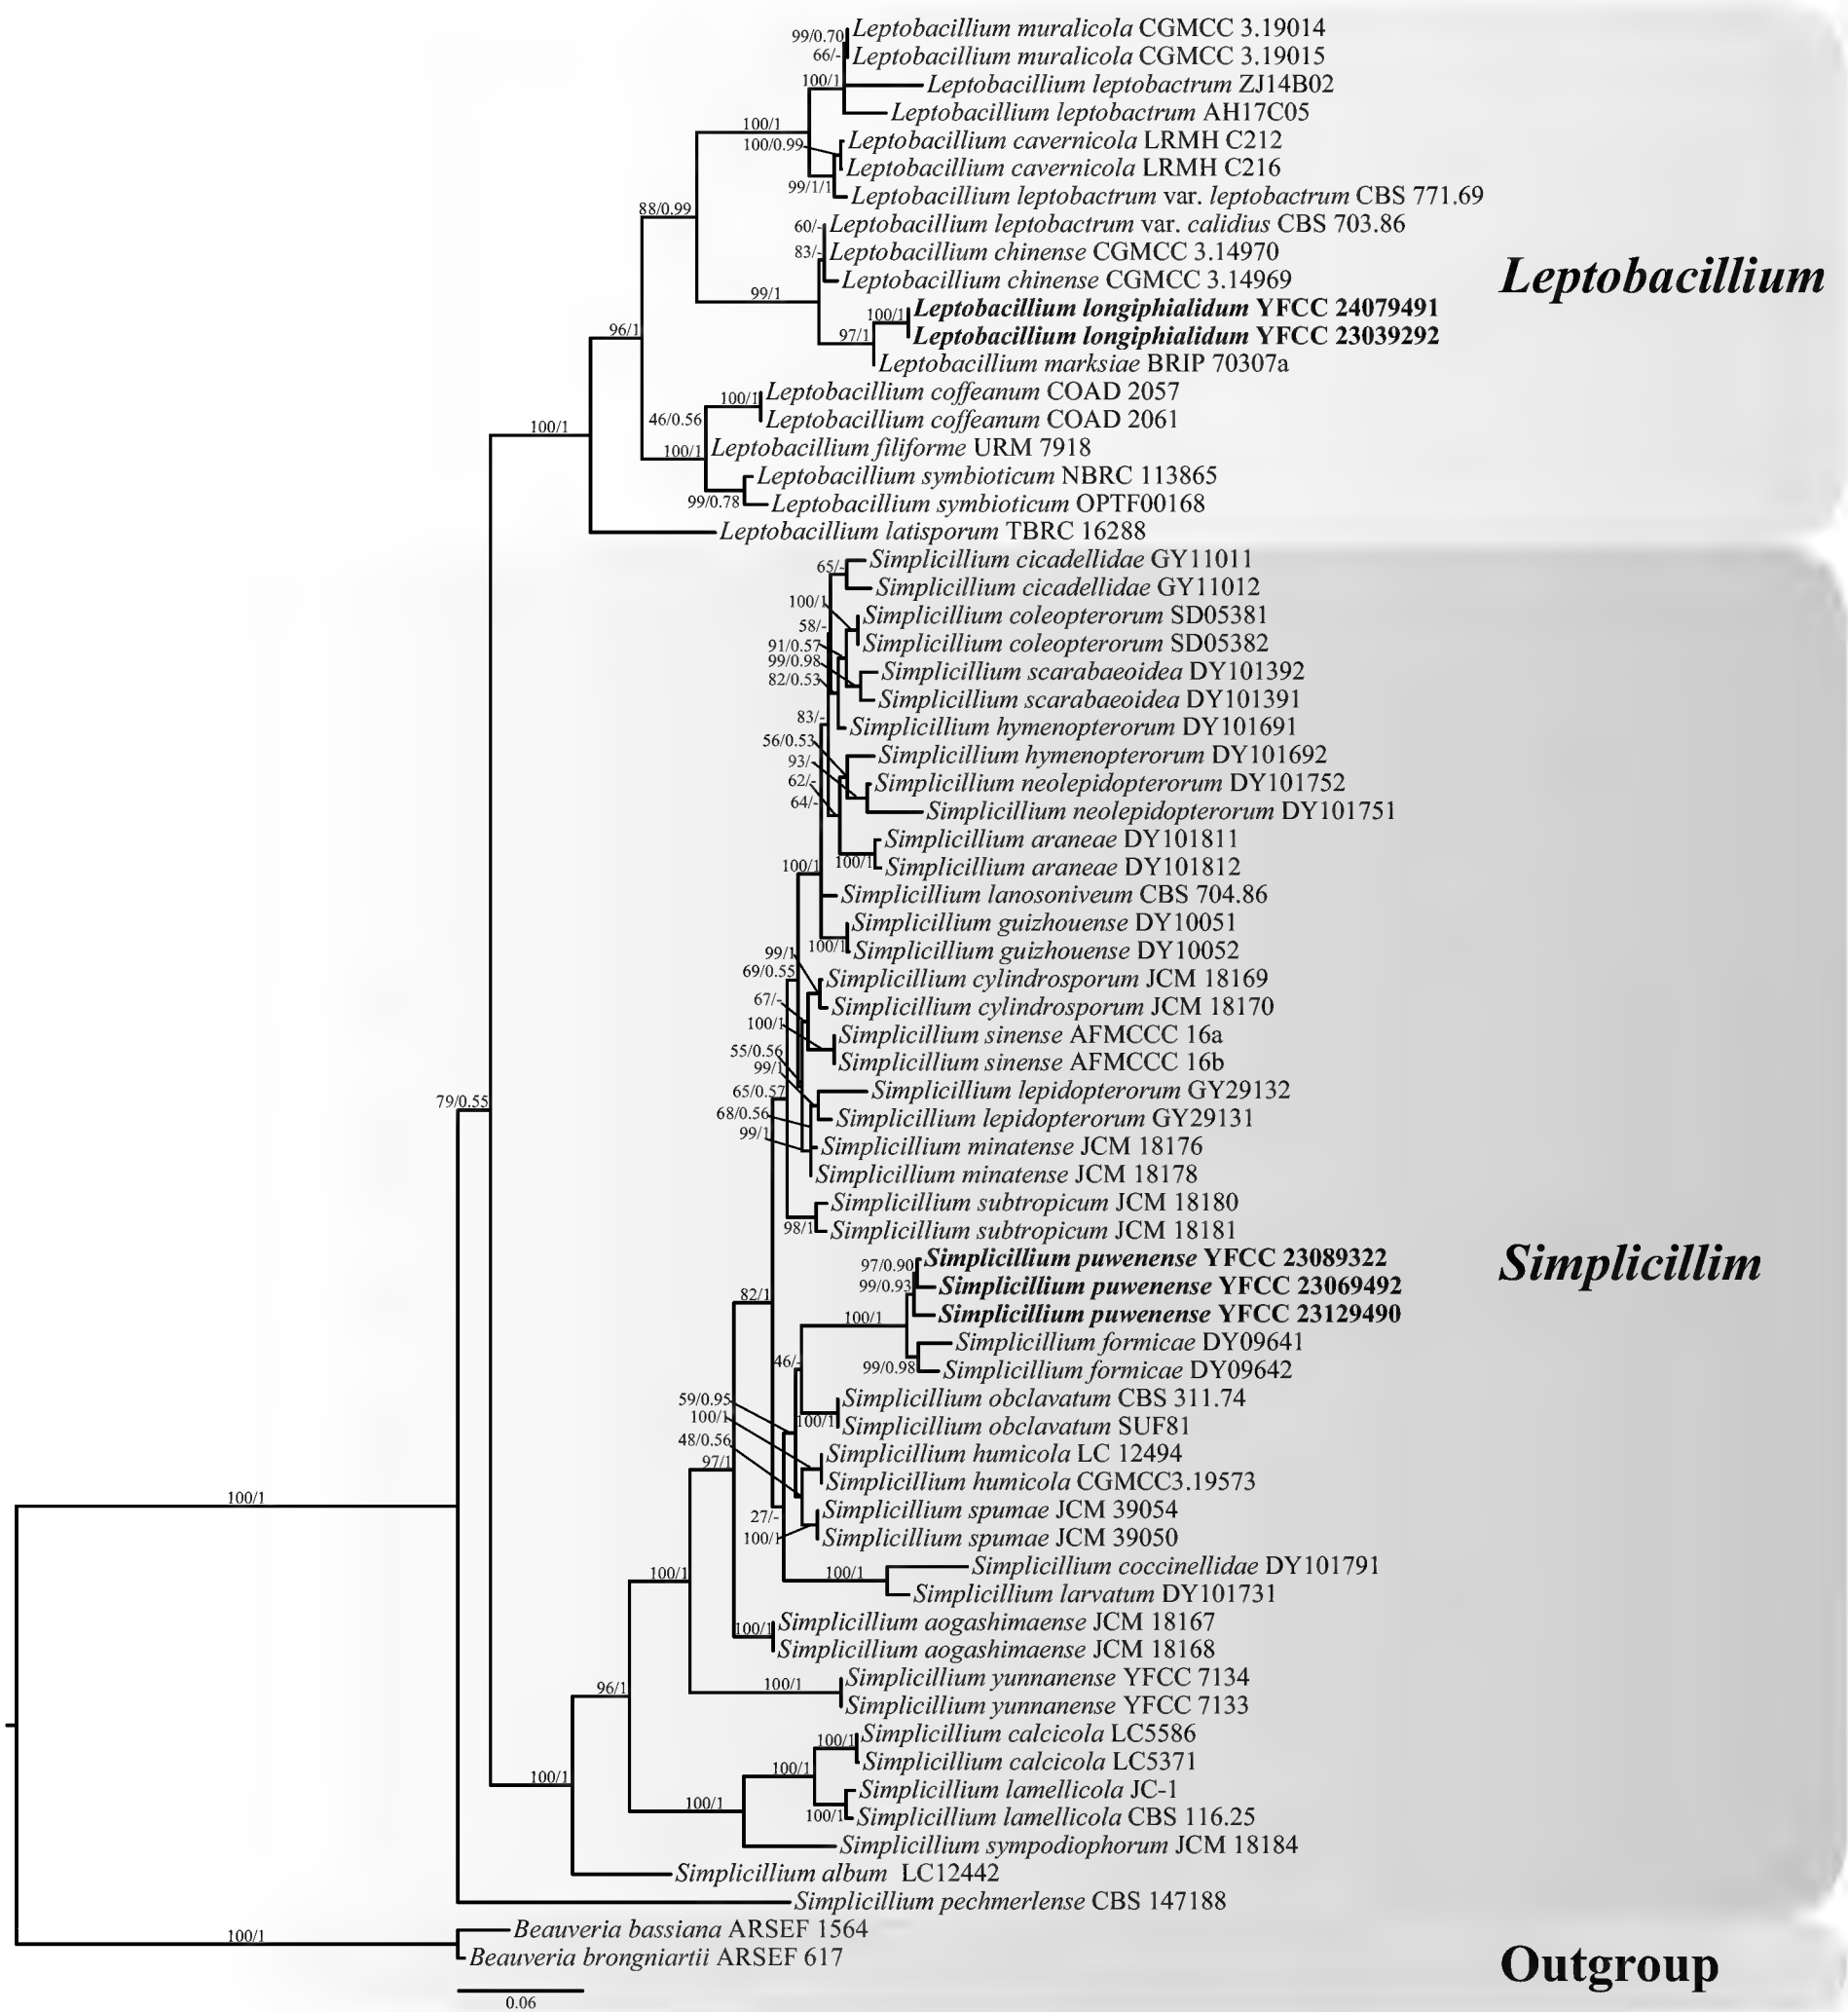 99/0.70
Leptobacillium muralicola CGMCC 3.19014
66/-
Leptobacillium muralicola CGMCC 3.19015
100/1
Leptobacillium leptobactrum ZJ14B02
Leptobacillium leptobactrum AH17C05
100/1
100/0.99
Leptobacillium cavernicola LRMH C212
Leptobacillium cavernicola LRMH C216
99/1/1
Leptobacillium leptobactrum var. leptobactrum CBS 771.69
88/0.99
60/-
Leptobacillium leptobactrum var. calidius CBS 703.86
83/-
Leptobacillium chinense CGMCC 3.14970
Leptobacillium
Leptobacillium chinense CGMCC 3.14969
99/1
100/1
Leptobacillium longiphialidum YFCC 24079491
96/1
97/1
Leptobacillium longiphialidum YFCC 23039292
Leptobacillium marksiae BRIP 70307a
100/1
Leptobacillium coffeanum COAD 2057
46/0.56
Leptobacillium coffeanum COAD 2061
100/1
100/1
Leptobacillium filiforme URM 7918
Leptobacillium symbioticum NBRC 113865
99/0.78
Leptobacillium symbioticum OPTF00168
Leptobacillium latisporum TBRC 16288
65/-
Simplicillium cicadellidae GY11011
Simplicillium cicadellidae GY11012
100/1
Simplicillium coleopterorum SD05381
58/-
Simplicillium coleopterorum SD05382
91/0.57
99/0.98
Simplicillium scarabaeoidea DY101392
82/0.53
Simplicillium scarabaeoidea DY101391
83/-
Simplicillium hymenopterorum DY101691
56/0.53
Simplicillium hymenopterorum DY101692
93/-
62/-
Simplicillium neolepidopterorum DY101752
64/-
Simplicillium neolepidopterorum DY101751
Simplicillium araneae DY101811
100/1
100/1
Simplicillium araneae DY101812
Simplicillium lanosoniveum CBS 704.86
Simplicillium guizhouense DY10051
100/1
Simplicillium guizhouense DY10052
99/1
69/0.55
Simplicillium cylindrosporum JCM 18169
67/-
Simplicillium cylindrosporum JCM 18170
100/1
Simplicillium sinense AFMCCC 16a
55/0.56
Simplicillium sinense AFMCCC 16b
99/1
65/0.57
Simplicillium lepidopterorum GY29132
79/0.55
68/0.56
Simplicillium lepidopterorum GY29131
99/1
Simplicillium minatense JCM 18176
Simplicillium minatense JCM 18178
Simplicillium subtropicum JCM 18180
98/1
Simplicillium subtropicum JCM 18181
97/0.90
Simplicillium puwenense YFCC 23089322
Simplicillim
99/0.93
Simplicillium puwenense YFCC 23069492
82/1
100/1
Simplicillium puwenense YFCC 23129490
Simplicillium formicae DY09641
46/-
99/0.98
Simplicillium formicae DY09642
59/0.95
Simplicillium obclavatum CBS 311.74
100/1
100/1
Simplicillium obclavatum SUF81
48/0.56
Simplicillium humicola LC 12494
97/1
Simplicillium humicola CGMCC3.19573
100/1
27/-
Simplicillium spumae JCM 39054
100/1
Simplicillium spumae JCM 39050
100/1
100/1
Simplicillium coccinellidae DY101791
Simplicillium larvatum DY101731
100/1
Simplicillium aogashimaense JCM 18167
Simplicillium aogashimaense JCM 18168
96/1
100/1
Simplicillium yunnanense YFCC 7134
Simplicillium yunnanense YFCC 7133
100/1
Simplicillium calcicola LC5586
100/1
100/1
Simplicillium calcicola LC5371
100/1
Simplicillium lamellicola JC-1
100/1
Simplicillium lamellicola CBS 116.25
Simplicillium sympodiophorum JCM 18184
Simplicillium album LC12442
Simplicillium pechmerlense CBS 147188
100/1
Beauveria bassiana ARSEF 1564
Beauveria brongniartii ARSEF 617
Outgroup
0.06